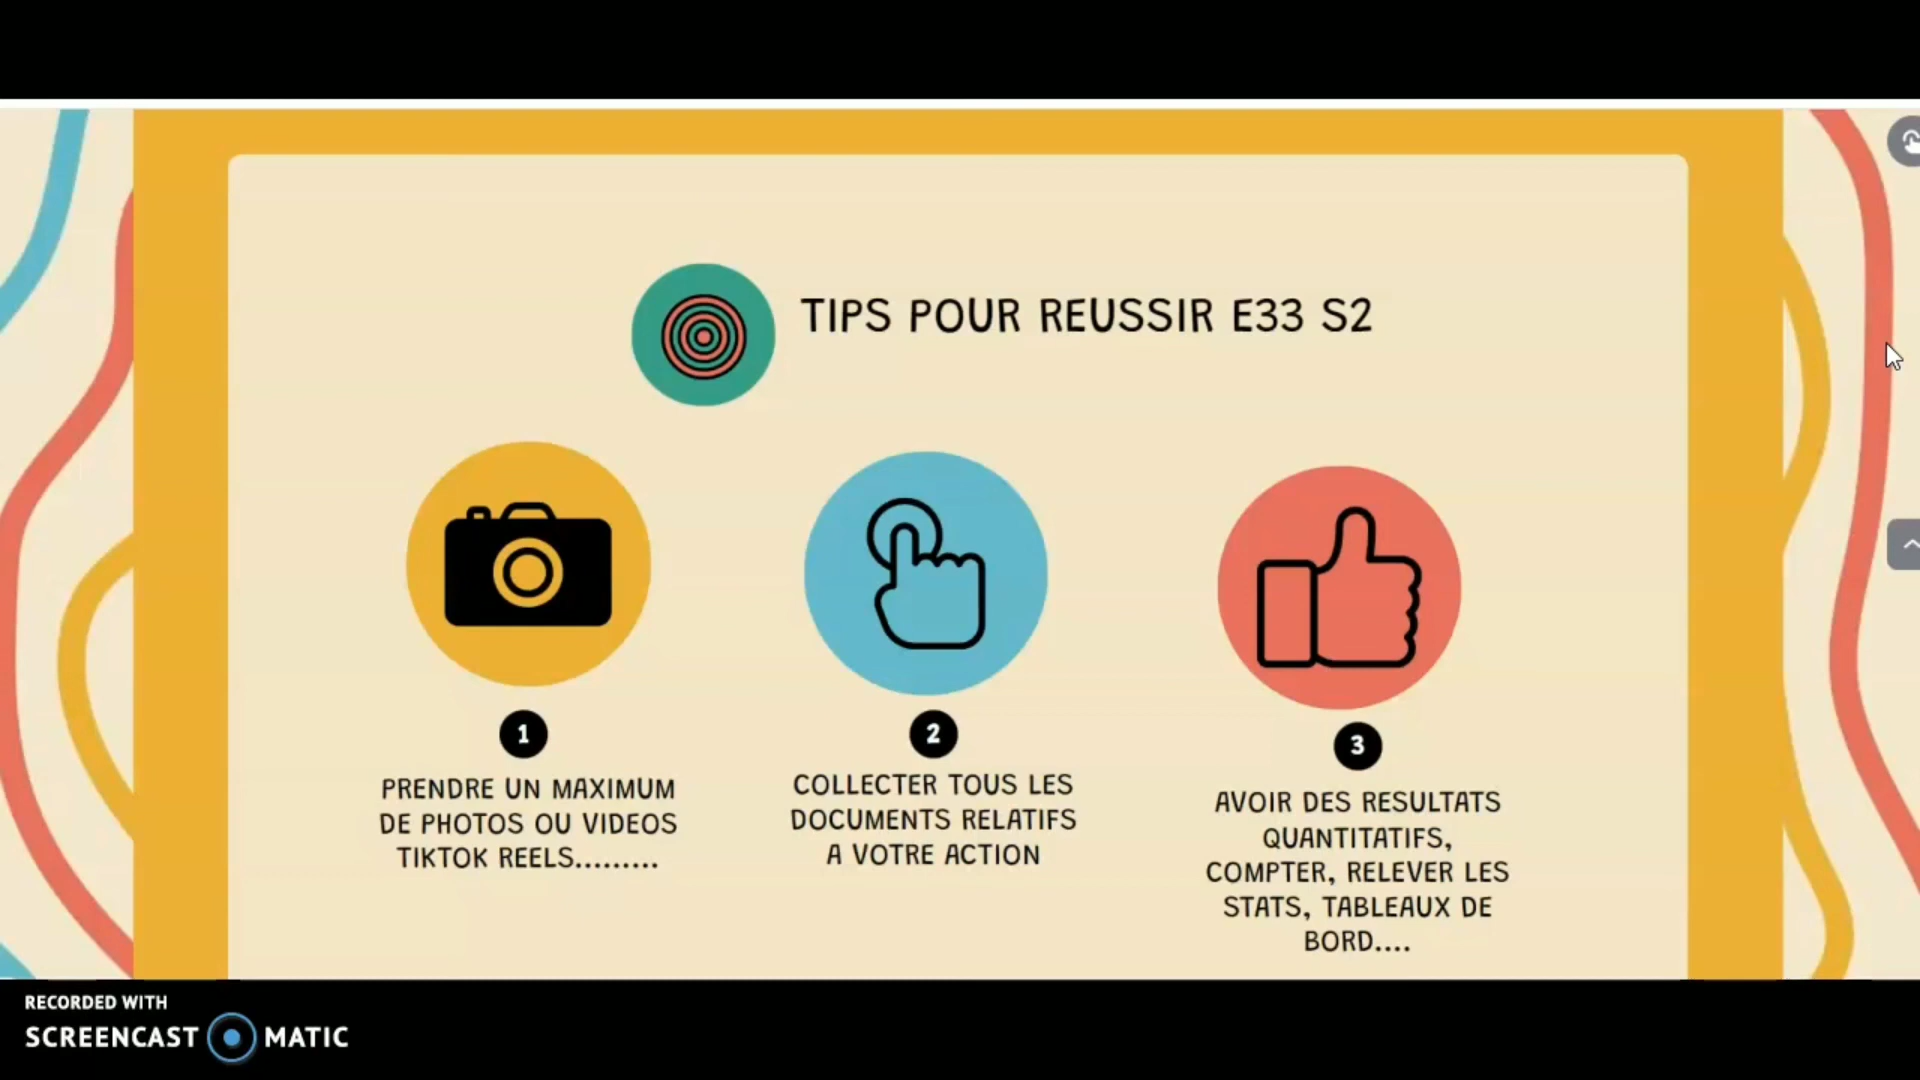 TIPS POUR REUSSIR E33 S2
1
PRENDRE UN MAXIMUM
DE PHOTOS OU VIDEOS
TIKTOK REELS.........
2
COLLECTER TOUS LES
DOCUMENTS RELATIFS
A VOTRE ACTION
3
AVOIR DES RESULTATS
QUANTITATIFS,
COMPTER, RELEVER LES
STATS, TABLEAUX DE
BORD....
RECORDED WITH
SCREENCAST MATIC